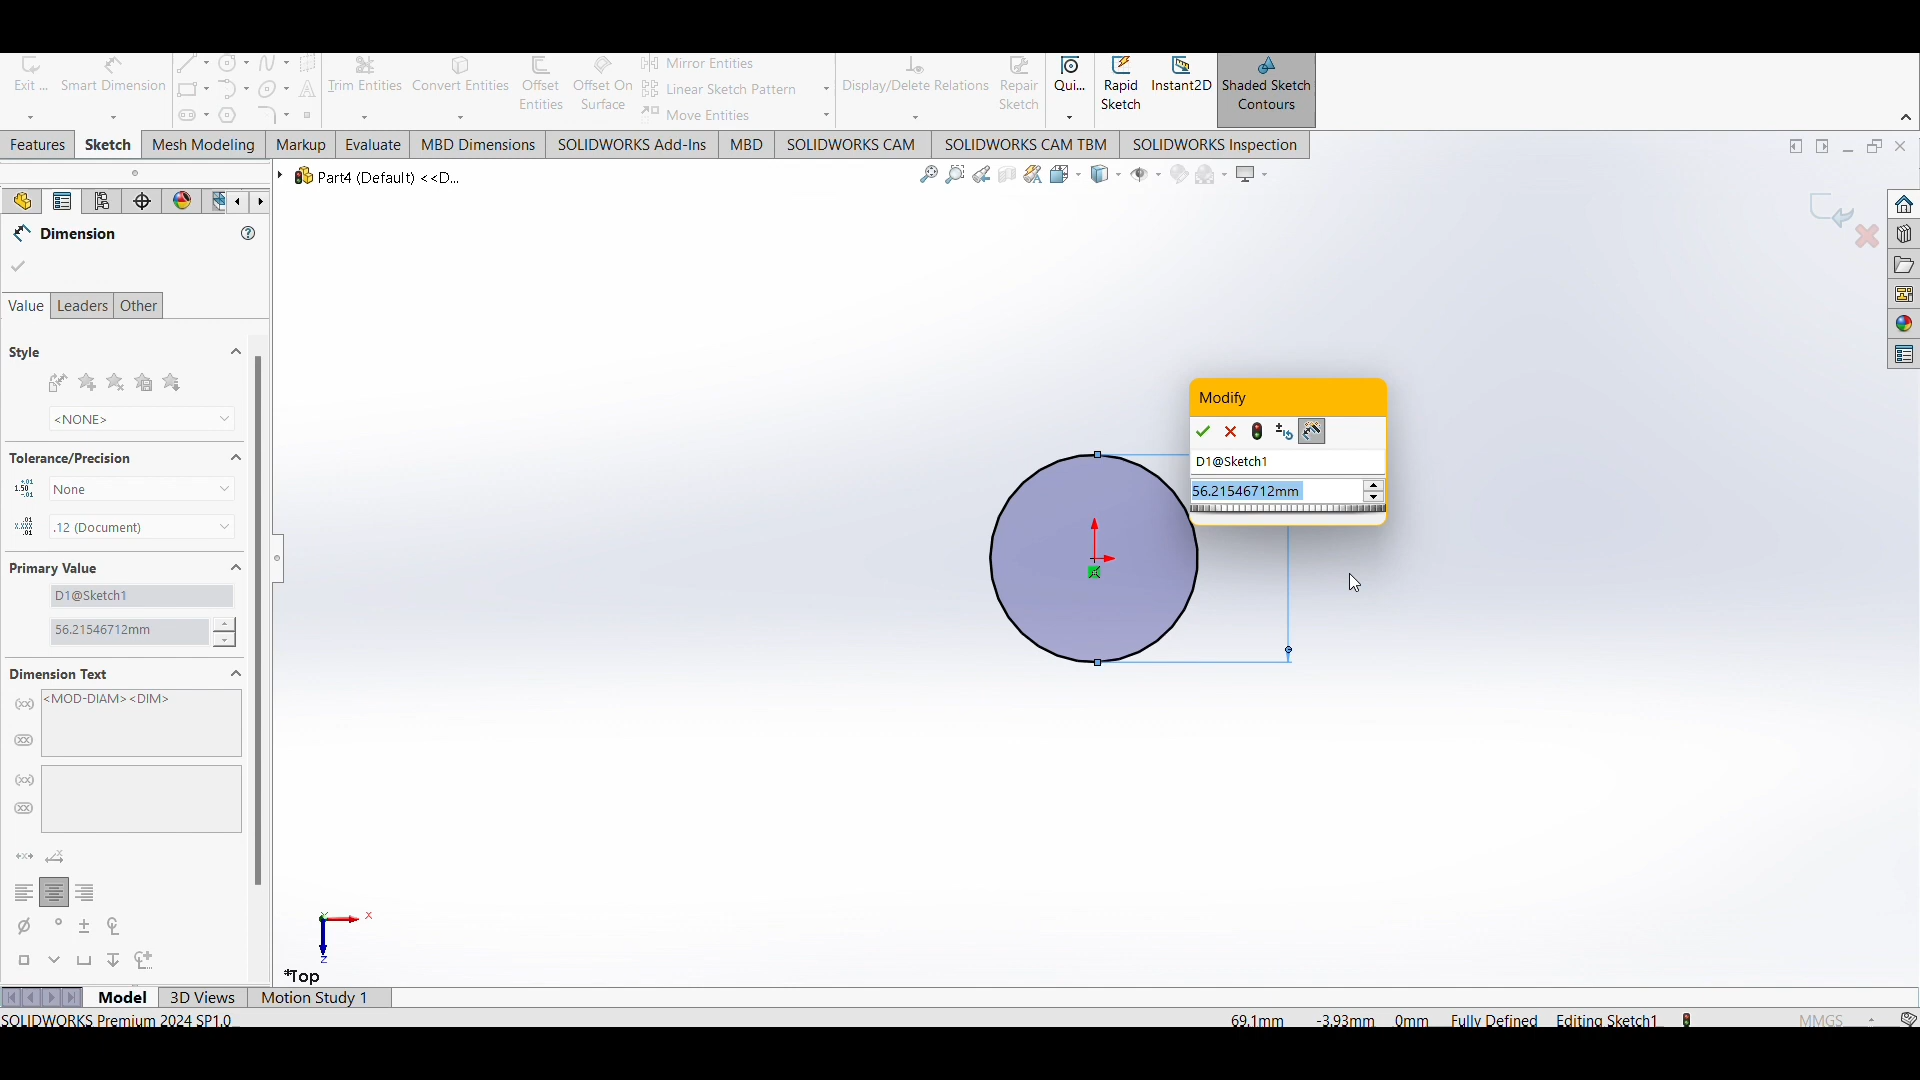 Exit ...
Smart Dimension
Trim Entities
Convert Entities
Offset
Entities
Offset On
Surface
Mirror Entities
Linear Sketch Pattern
Move Entities
Display/Delete Relations
Repair
Sketch
Qui...
Rapid
Sketch
Instant2D
Shaded Sketch
Contours
Features
Sketch
Mesh Modeling
Markup
Evaluate
MBD Dimensions
SOLIDWORKS Add-Ins
MBD
SOLIDWORKS CAM
SOLIDWORKS CAM TBM
SOLIDWORKS Inspection
Part4 (Default) <<D...
Dimension
Value
Leaders
Other
Style
<NONE>
Tolerance/Precision
None
.12 (Document)
Primary Value
D1@Sketch1
56.21546712mm
Dimension Text
<MOD-DIAM><DIM>
Modify
D1@Sketch1
56.21546712mm
X
Y
Z
*Top
Model
3D Views
Motion Study 1
SOLIDWORKS Premium 2024 SP1.0
69.1mm
-3.93mm
0mm
Fully Defined
Editing Sketch1
MMGS